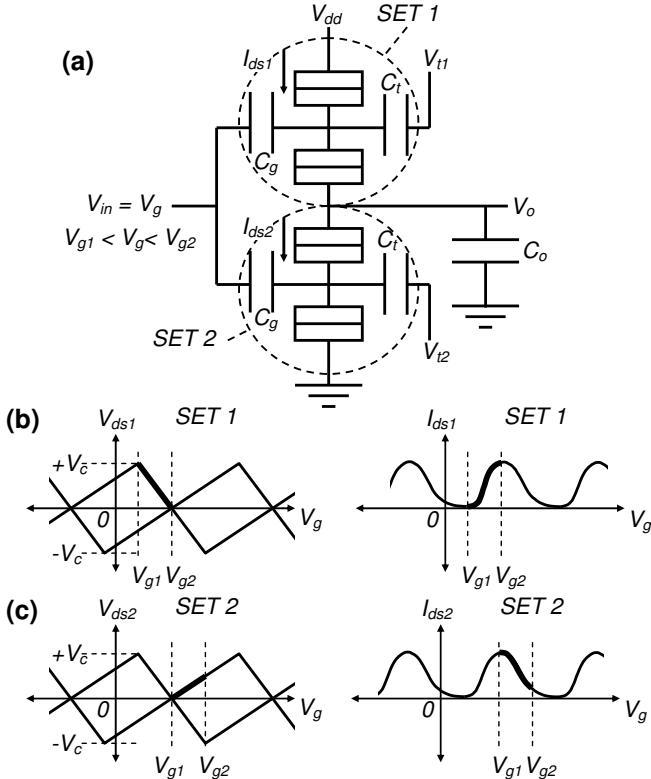 SET 1
V_dd
(a)
I_ds1
V_t1
C_t
C_g
V_in = V_g
V_g1 < V_g < V_g2
V_o
I_ds2
C_t
C_o
C_g
SET 2
V_t2
(b)
V_ds1 SET 1
+V_c
0
-V_c
V_g
V_g1 V_g2
I_ds1 SET 1
0
V_g
V_g1 V_g2
(c)
V_ds2 SET 2
+V_c
0
-V_c
V_g
V_g1 V_g2
I_ds2 SET 2
0
V_g
V_g1 V_g2